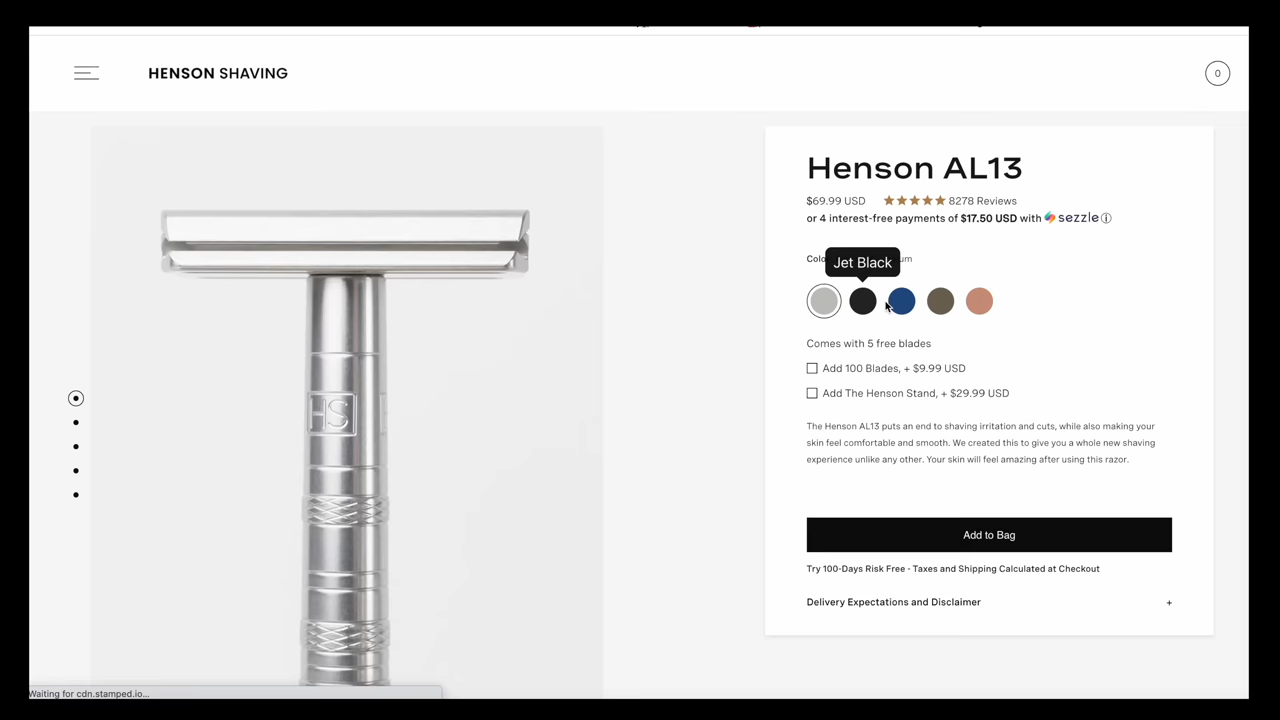 HENSON SHAVING
0
Henson AL13
$69.99 USD
8278 Reviews
or 4 interest-free payments of $17.50 USD with sezzle
Colo
um
Jet Black
Comes with 5 free blades
Add 100 Blades, + $9.99 USD
Add The Henson Stand, + $29.99 USD
The Henson AL13 puts an end to shaving irritation and cuts, while also making your
skin feel comfortable and smooth. We created this to give you a whole new shaving
experience unlike any other. Your skin will feel amazing after using this razor.
Add to Bag
Try 100-Days Risk Free - Taxes and Shipping Calculated at Checkout
Delivery Expectations and Disclaimer +
HS
Waiting for cdn.stamped.io...